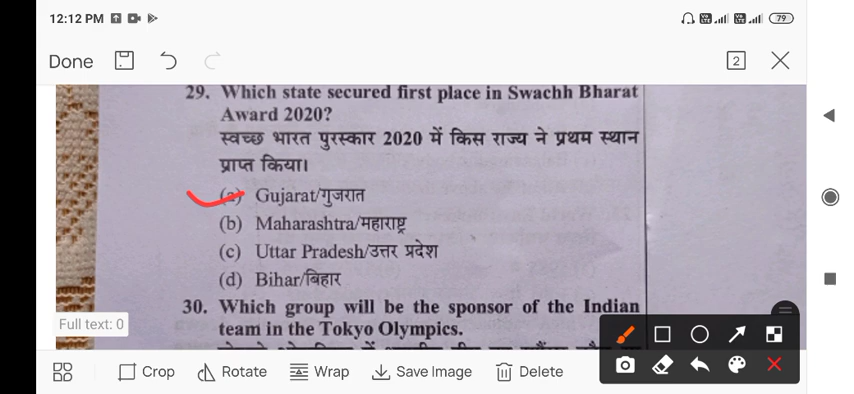 12:12 PM
79
Done
2
29. Which state secured first place in Swachh Bharat
Award 2020?
स्वच्छ भारत पुरस्कार 2020 में किस राज्य ने प्रथम स्थान
प्राप्त किया।
(a) Gujarat/गुजरात
(b) Maharashtra/महाराष्ट्र
(c) Uttar Pradesh/उत्तर प्रदेश
(d) Bihar/बिहार
30. Which group will be the sponsor of the Indian
team in the Tokyo Olympics.
Full text: 0
Crop Rotate Wrap Save Image Delete